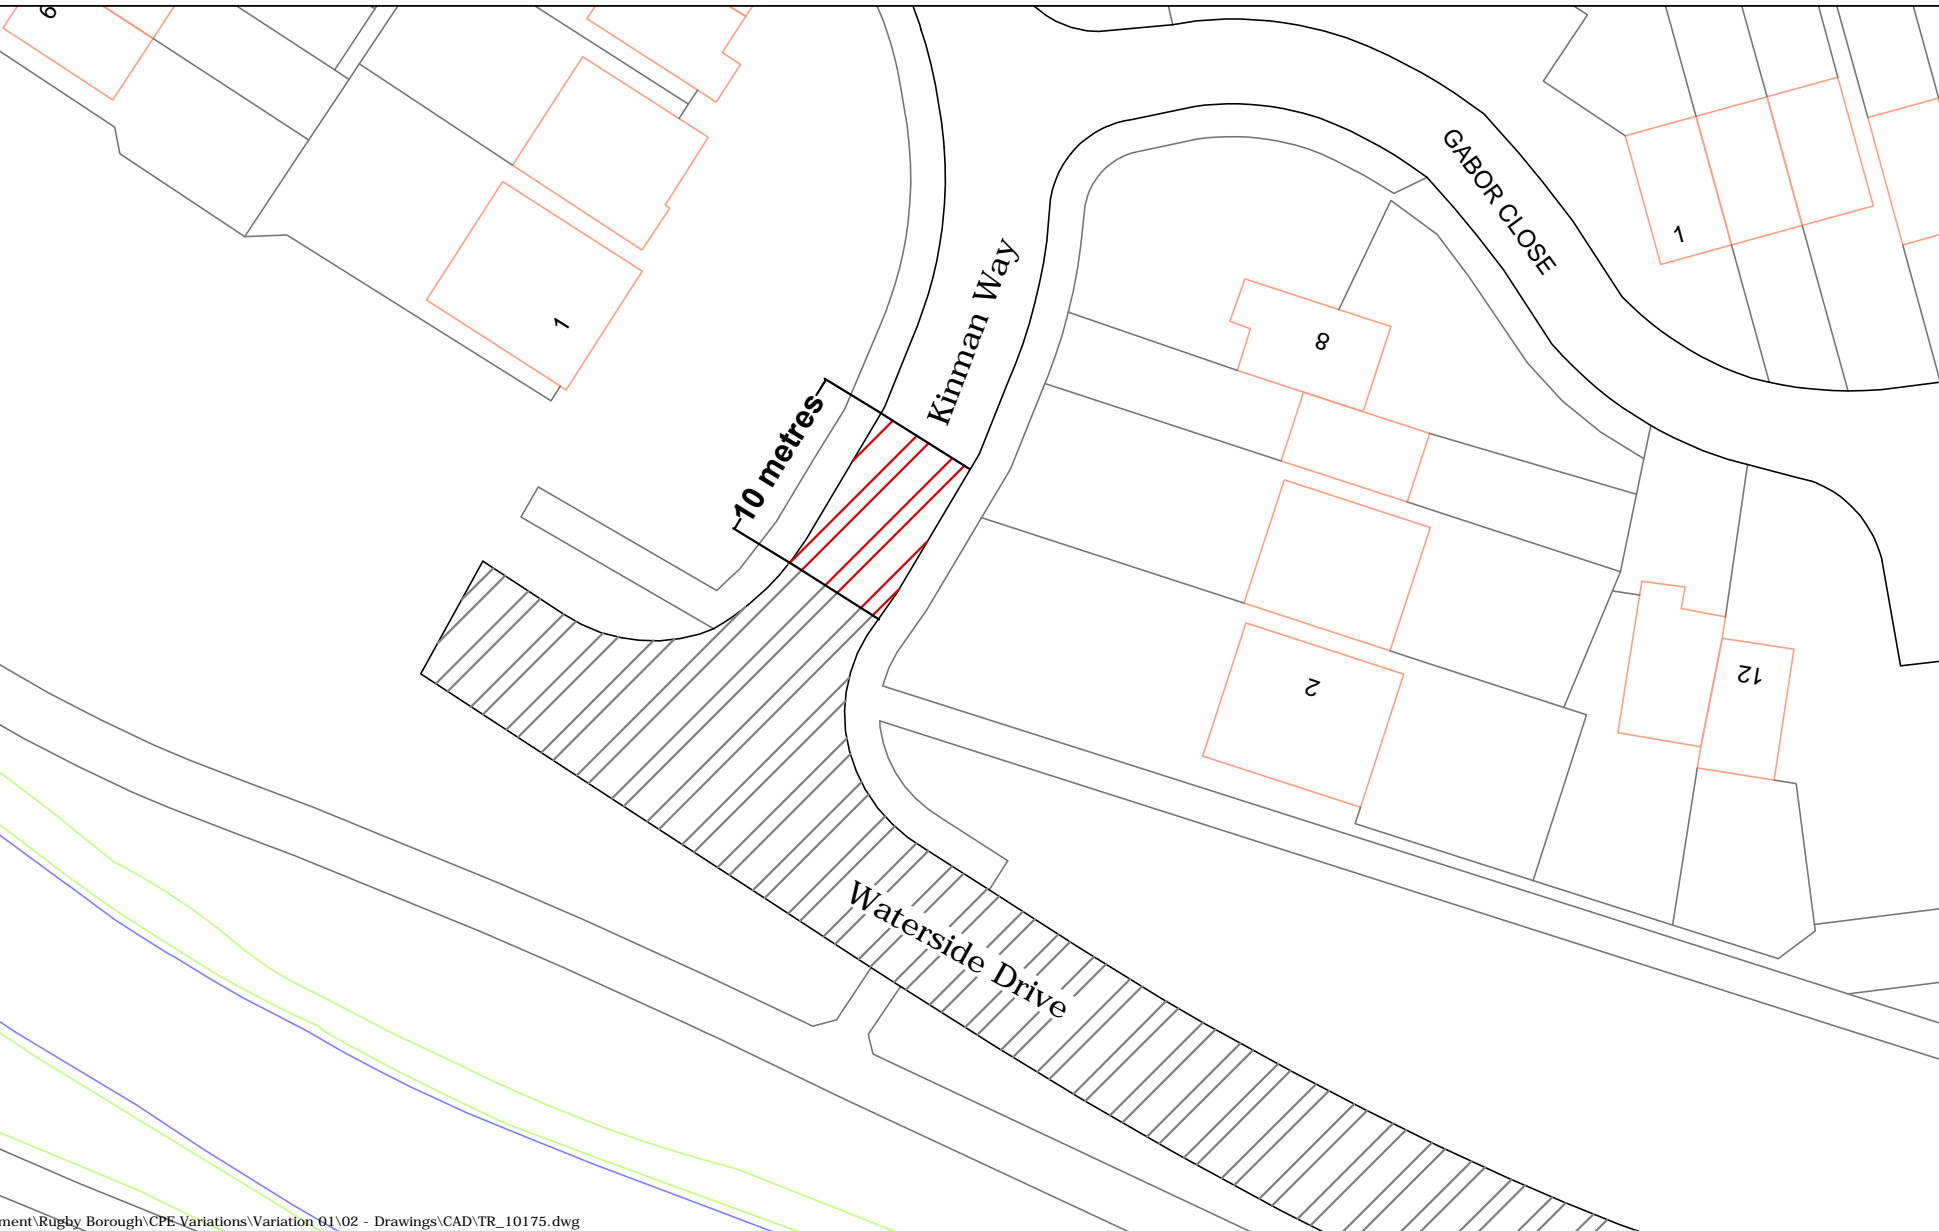 6
GABOR CLOSE
1
Kinman Way
1
8
10 metres
2
12
Waterside Drive
ment\Rugby Borough\CPE Variations\Variation 01\02 - Drawings\CAD\TR_10175.dwg